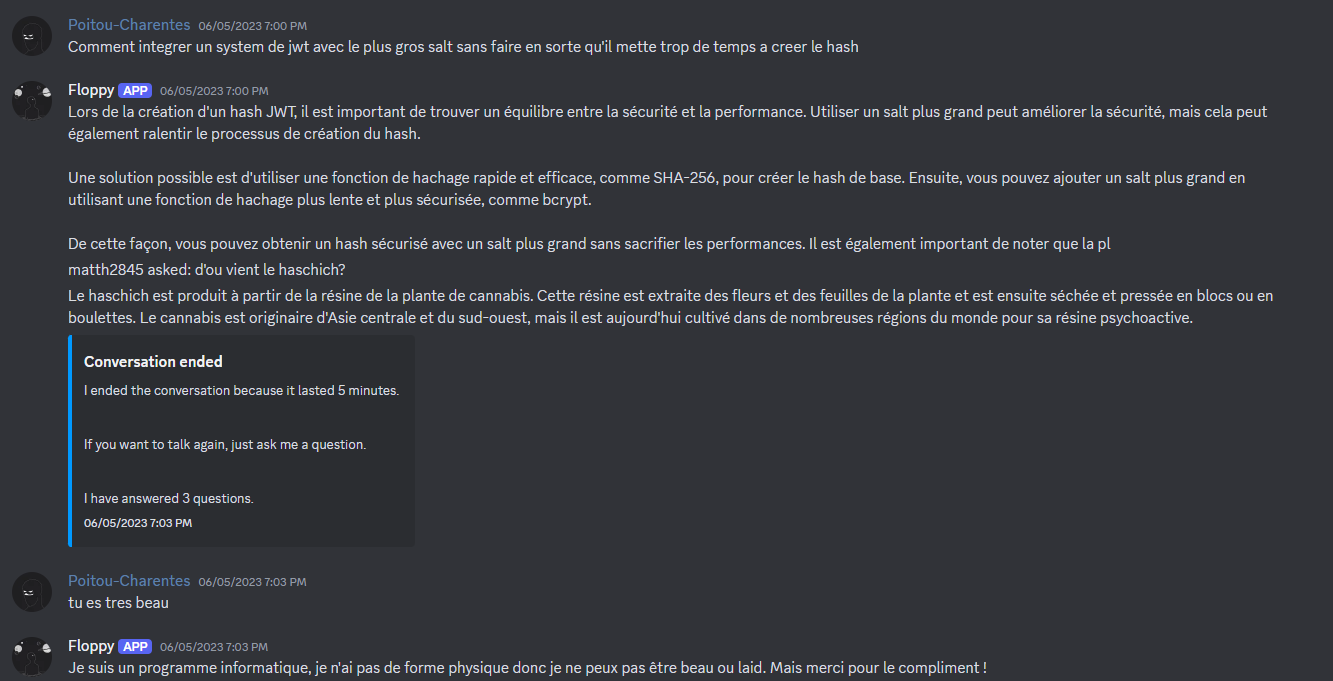 Poitou-Charentes 06/05/2023 7:00 PM
Comment integrer un system de jwt avec le plus gros salt sans faire en sorte qu'il mette trop de temps a creer le hash
Floppy APP 06/05/2023 7:00 PM
Lors de la création d'un hash JWT, il est important de trouver un équilibre entre la sécurité et la performance. Utiliser un salt plus grand peut améliorer la sécurité, mais cela peut
également ralentir le processus de création du hash.
Une solution possible est d'utiliser une fonction de hachage rapide et efficace, comme SHA-256, pour créer le hash de base. Ensuite, vous pouvez ajouter un salt plus grand en
utilisant une fonction de hachage plus lente et plus sécurisée, comme bcrypt.
De cette façon, vous pouvez obtenir un hash sécurisé avec un salt plus grand sans sacrifier les performances. Il est également important de noter que la pl
matth2845 asked: d'ou vient le haschich?
Le haschich est produit à partir de la résine de la plante de cannabis. Cette résine est extraite des fleurs et des feuilles de la plante et est ensuite séchée et pressée en blocs ou en
boulettes. Le cannabis est originaire d'Asie centrale et du sud-ouest, mais il est aujourd'hui cultivé dans de nombreuses régions du monde pour sa résine psychoactive.
Conversation ended
I ended the conversation because it lasted 5 minutes.
If you want to talk again, just ask me a question.
I have answered 3 questions.
06/05/2023 7:03 PM
Poitou-Charentes 06/05/2023 7:03 PM
tu es tres beau
Floppy APP 06/05/2023 7:03 PM
Je suis un programme informatique, je n'ai pas de forme physique donc je ne peux pas être beau ou laid. Mais merci pour le compliment !